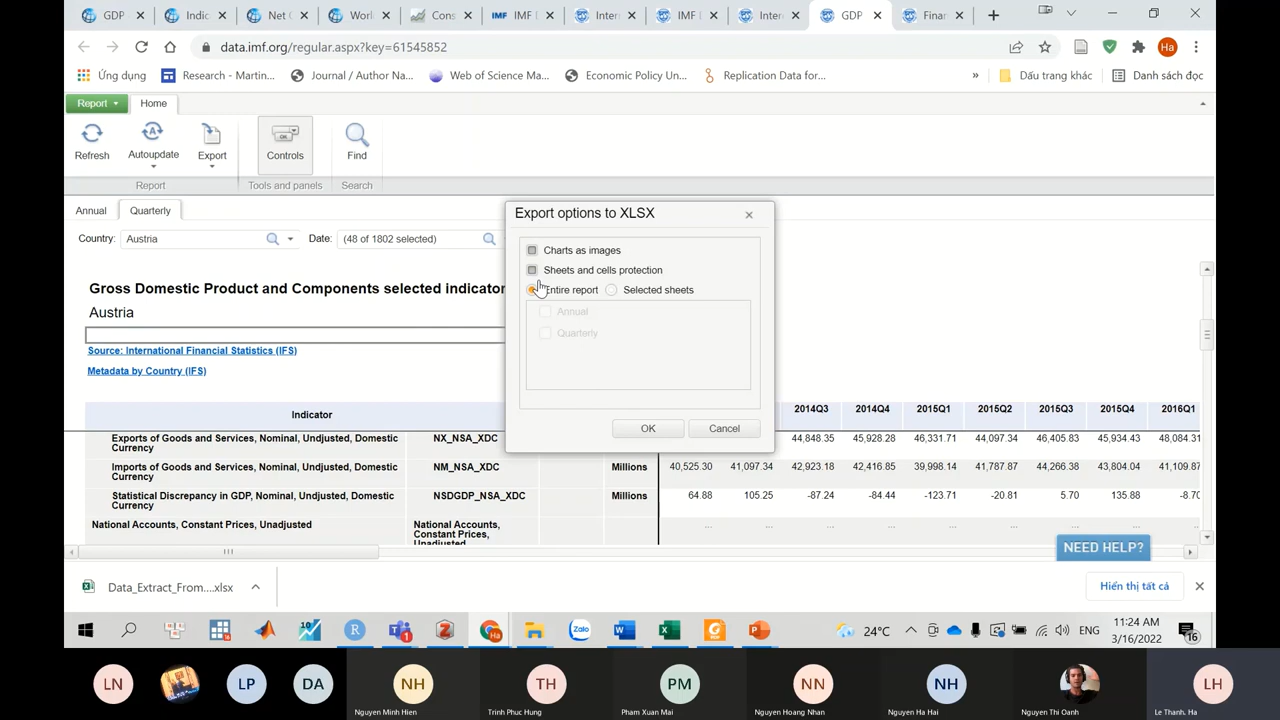 GDP
Indic
Net (
World
Cons
IMF IMF D
Intern
IMF D
Intern
GDP
Finan
data.imf.org/regular.aspx?key=61545852
Ha
Ứng dụng
Research - Martin...
Journal / Author Na...
Web of Science Ma...
Economic Policy Un...
Replication Data for...
»
Dấu trang khác
Danh sách đọc
Report
Home
Refresh
Autoupdate
Export
Controls
Find
Report
Tools and panels
Search
Annual
Quarterly
Country: Austria
Date: (48 of 1802 selected)
Export options to XLSX
Charts as images
Sheets and cells protection
Entire report
Selected sheets
Annual
Quarterly
OK
Cancel
Gross Domestic Product and Components selected indicator
Austria
Source: International Financial Statistics (IFS)
Metadata by Country (IFS)
Indicator 2014Q3 2014Q4 2015Q1 2015Q2 2015Q3 2015Q4 2016Q1
Exports of Goods and Services, Nominal, Undjusted, Domestic NX_NSA_XDC 44,848.35 45,928.28 46,331.71 44,097.34 46,405.83 45,934.43 48,084.31
Currency
Imports of Goods and Services, Nominal, Undjusted, Domestic NM_NSA_XDC Millions 40,525.30 41,097.34 42,923.18 42,416.85 39,998.14 41,787.87 44,266.38 43,804.04 41,109.87
Currency
Statistical Discrepancy in GDP, Nominal, Undjusted, Domestic NSDGDP_NSA_XDC Millions 64.88 105.25 -87.24 -84.44 -123.71 -20.81 5.70 135.88 -8.70
Currency
National Accounts, Constant Prices, Unadjusted National Accounts, ... ... ... ... ... ... ... ... ...
Constant Prices,
Unadjusted
NEED HELP?
Data_Extract_From....xlsx
Hiển thị tất cả
Zalo
24°C
ENG
11:24 AM
3/16/2022
16
LN
LP
DA
NH
TH
PM
NN
NH
LH
Nguyen Minh Hien
Trinh Phuc Hung
Pham Xuan Mai
Nguyen Hoang Nhan
Nguyen Ha Hai
Nguyen Thi Oanh
Le Thanh. Ha